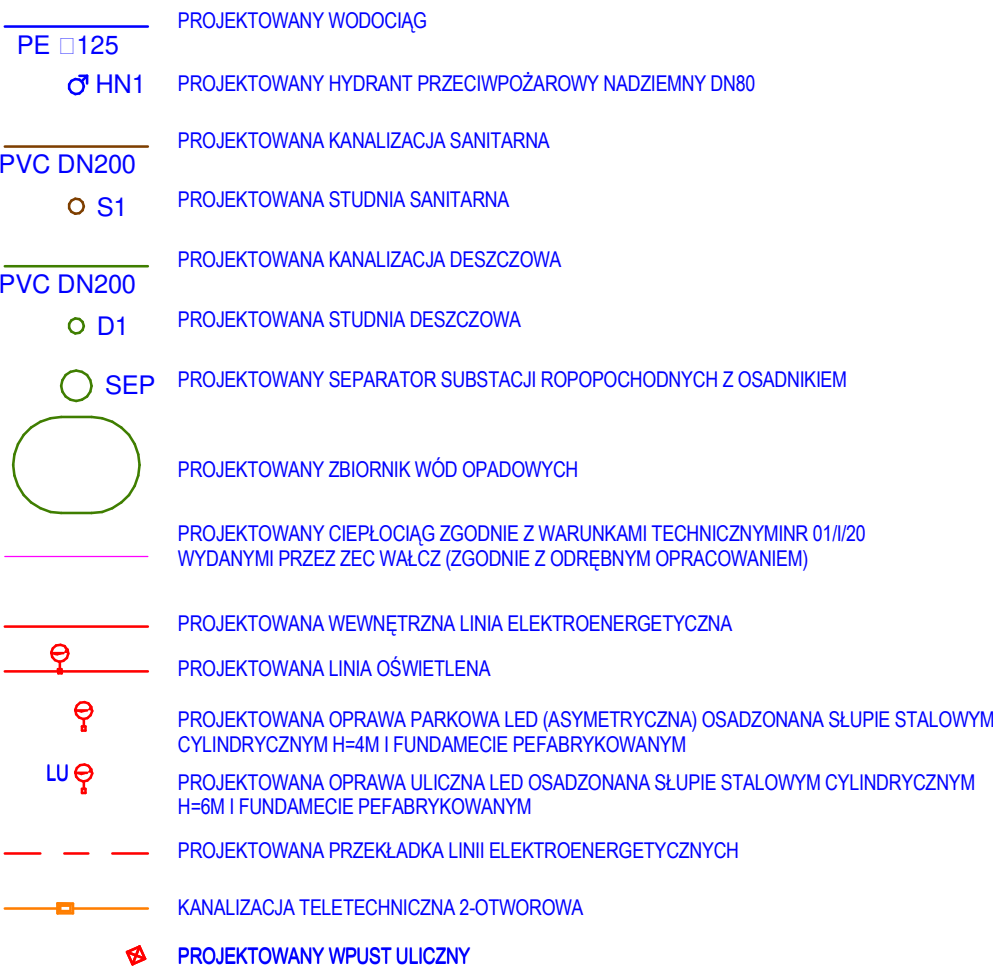 PROJEKTOWANY WODOCIĄG
PE □125
HN1 PROJEKTOWANY HYDRANT PRZECIWPOŻAROWY NADZIEMNY DN80
PROJEKTOWANA KANALIZACJA SANITARNA
PVC DN200
S1 PROJEKTOWANA STUDNIA SANITARNA
PROJEKTOWANA KANALIZACJA DESZCZOWA
PVC DN200
D1 PROJEKTOWANA STUDNIA DESZCZOWA
SEP PROJEKTOWANY SEPARATOR SUBSTACJI ROPOPOCHODNYCH Z OSADNIKIEM
PROJEKTOWANY ZBIORNIK WÓD OPADOWYCH
PROJEKTOWANY CIEPŁOCIĄG ZGODNIE Z WARUNKAMI TECHNICZNYMINR 01/I/20
WYDANYMI PRZEZ ZEC WAŁCZ (ZGODNIE Z ODRĘBNYM OPRACOWANIEM)
PROJEKTOWANA WEWNĘTRZNA LINIA ELEKTROENERGETYCZNA
PROJEKTOWANA LINIA OŚWIETLENA
PROJEKTOWANA OPRAWA PARKOWA LED (ASYMETRYCZNA) OSADZONANA SŁUPIE STALOWYM
CYLINDRYCZNYM H=4M I FUNDAMECIE PEFABRYKOWANYM
LU PROJEKTOWANA OPRAWA ULICZNA LED OSADZONANA SŁUPIE STALOWYM CYLINDRYCZNYM
H=6M I FUNDAMECIE PEFABRYKOWANYM
PROJEKTOWANA PRZEKŁADKA LINII ELEKTROENERGETYCZNYCH
KANALIZACJA TELETECHNICZNA 2-OTWOROWA
PROJEKTOWANY WPUST ULICZNY